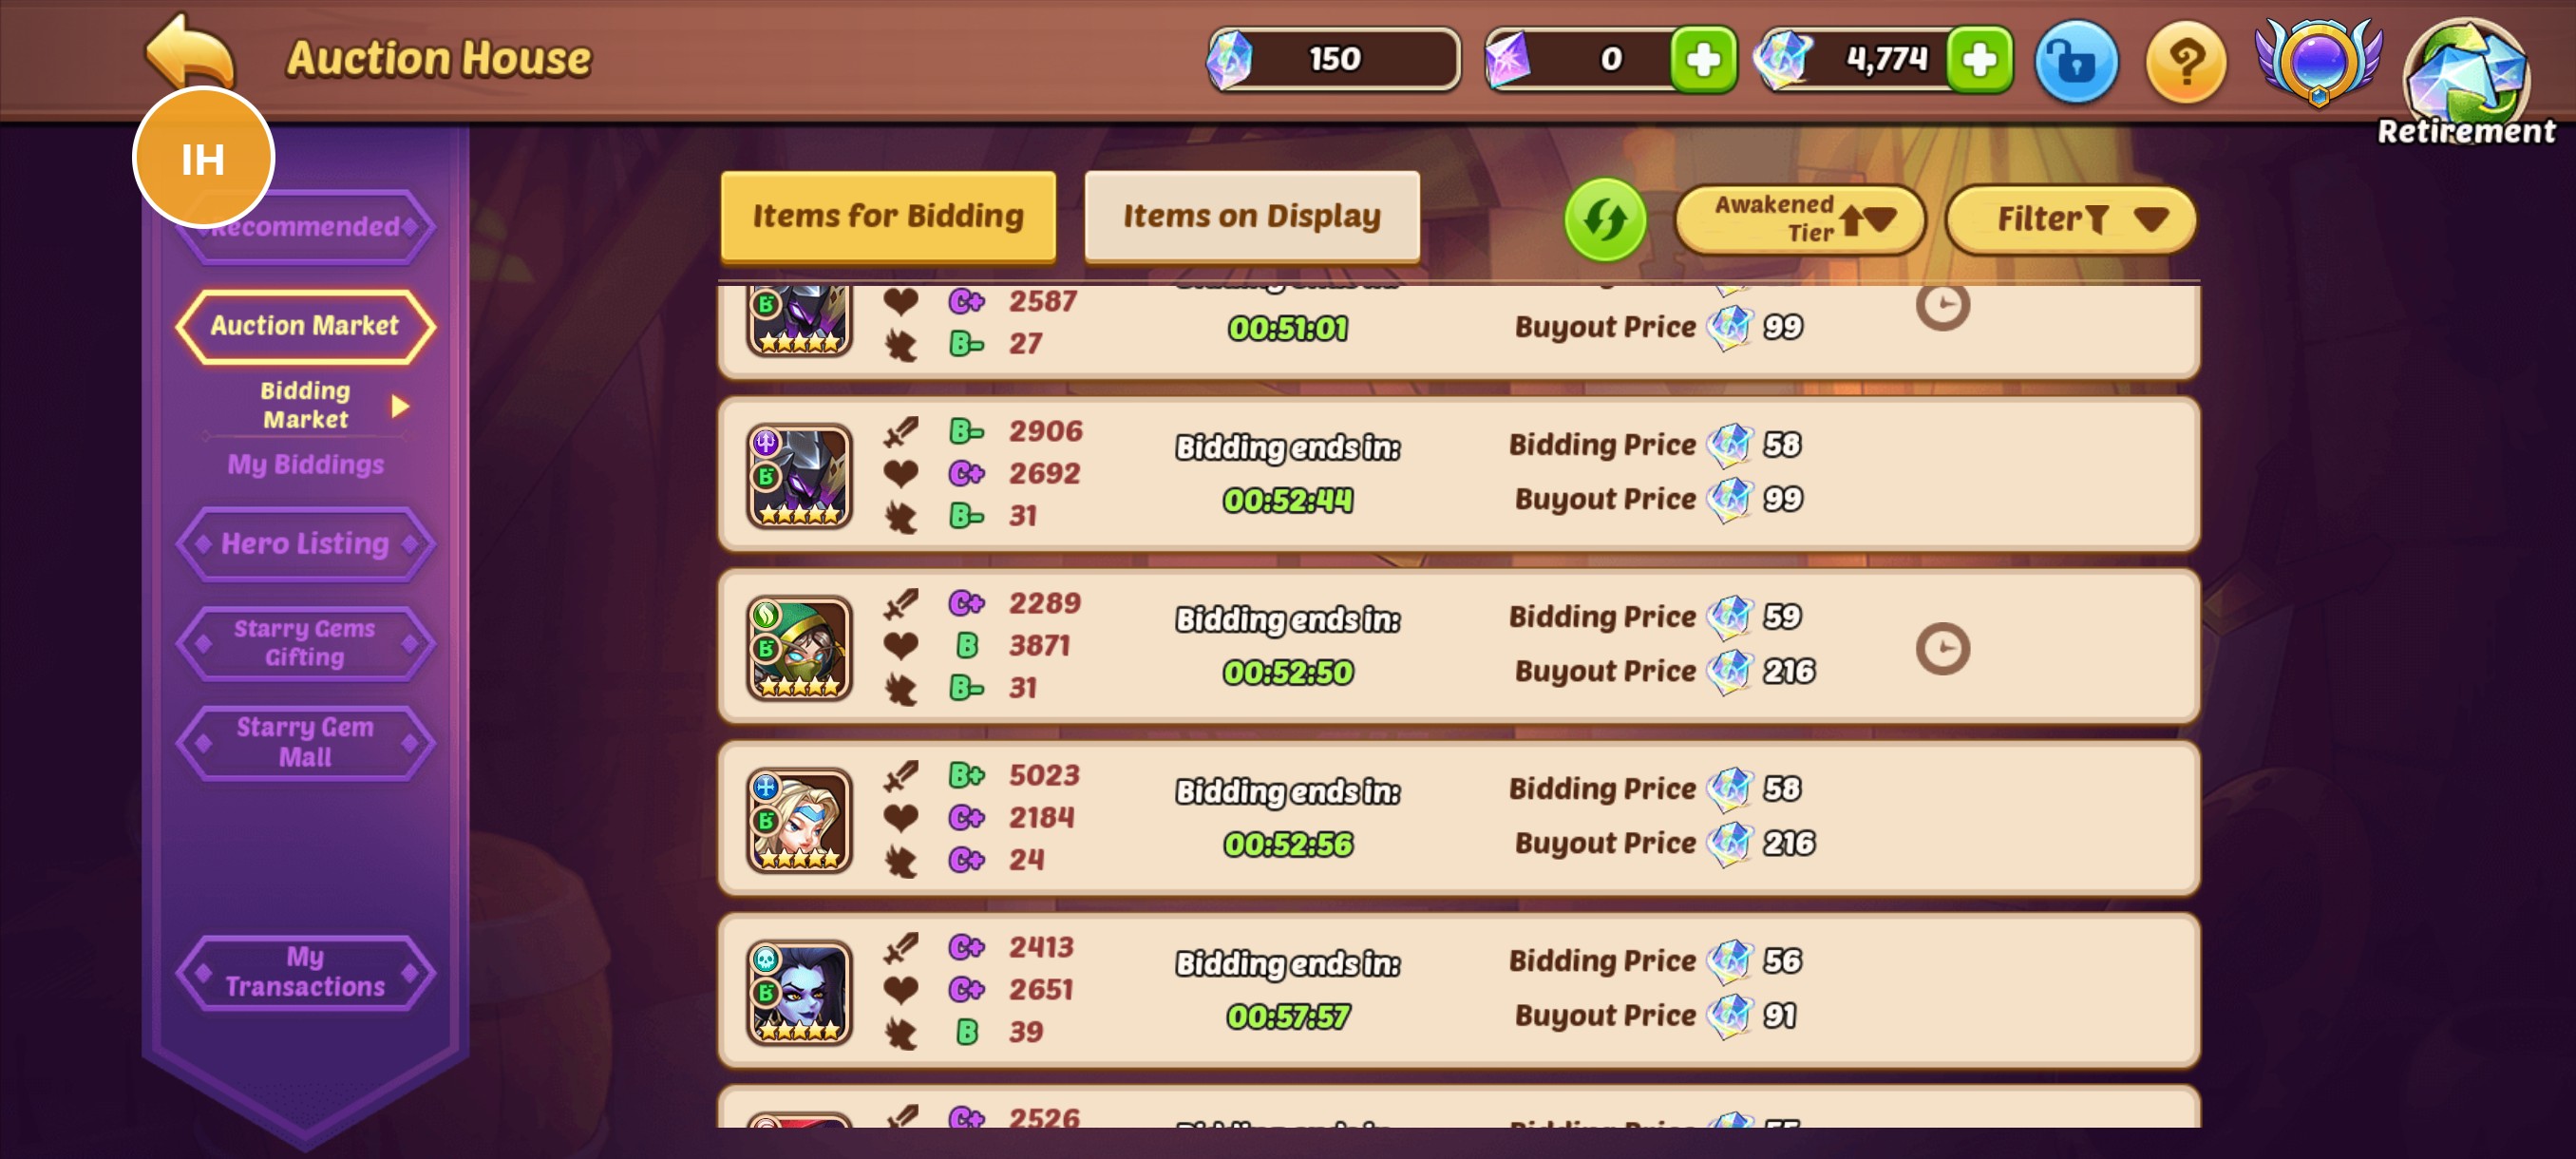 Auction House
150
0
4,774
Retirement
IH
Recommended
Auction Market
Bidding
Market
My Biddings
Hero Listing
Starry Gems
Gifting
Starry Gem
Mall
My
Transactions
Items for Bidding
Items on Display
Awakened
Tier
Filter
B C+ 2587
B- 27
00:51:01
Buyout Price 99
B- 2906
B C+ 2692
B- 31
Bidding ends in:
00:52:44
Bidding Price 58
Buyout Price 99
C+ 2289
B B 3871
B- 31
Bidding ends in:
00:52:50
Bidding Price 59
Buyout Price 216
B+ 5023
B C+ 2184
C+ 24
Bidding ends in:
00:52:56
Bidding Price 58
Buyout Price 216
C+ 2413
B C+ 2651
B 39
Bidding ends in:
00:57:57
Bidding Price 56
Buyout Price 91
C+ 2526